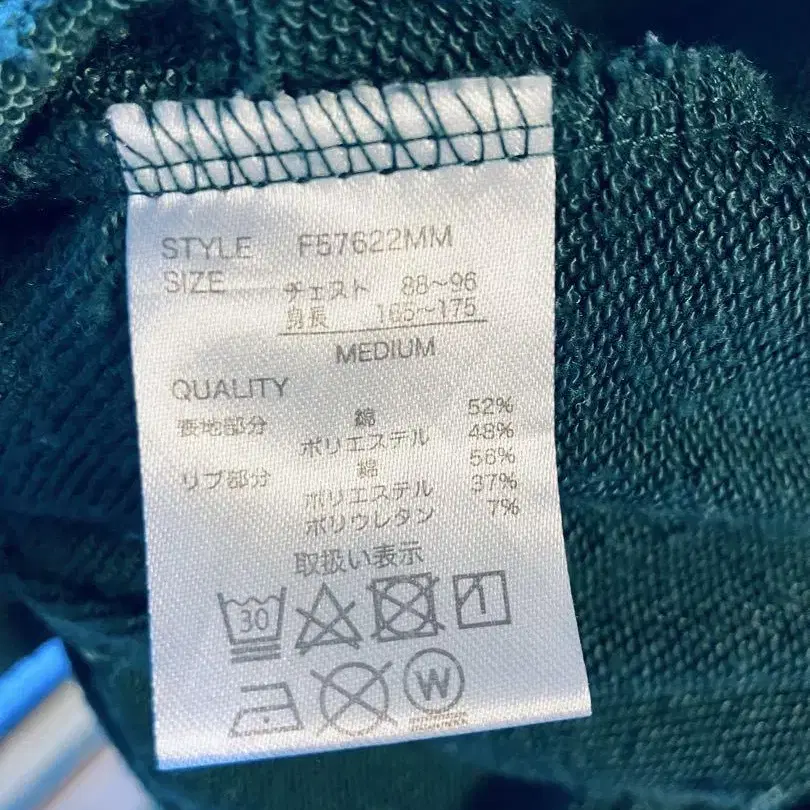 STYLE F57622MM
SIZE チェスト 88~96
身長 165~175
MEDIUM
QUALITY
表地部分 綿 52%
ポリエステル 48%
リブ部分 綿 56%
ポリエステル 37%
ポリウレタン 7%
取扱い表示
30
W